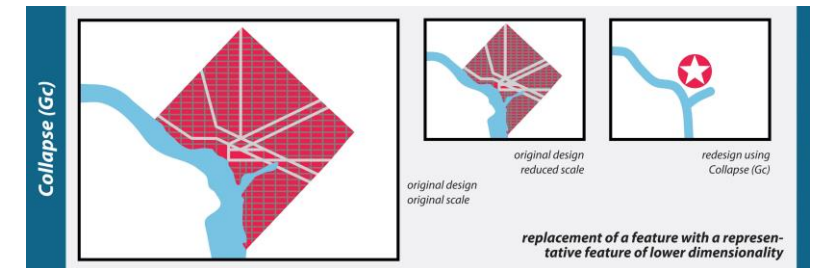 Collapse (Gc)
original design
original scale
original design
reduced scale
redesign using
Collapse (Gc)
replacement of a feature with a represen-
tative feature of lower dimensionality